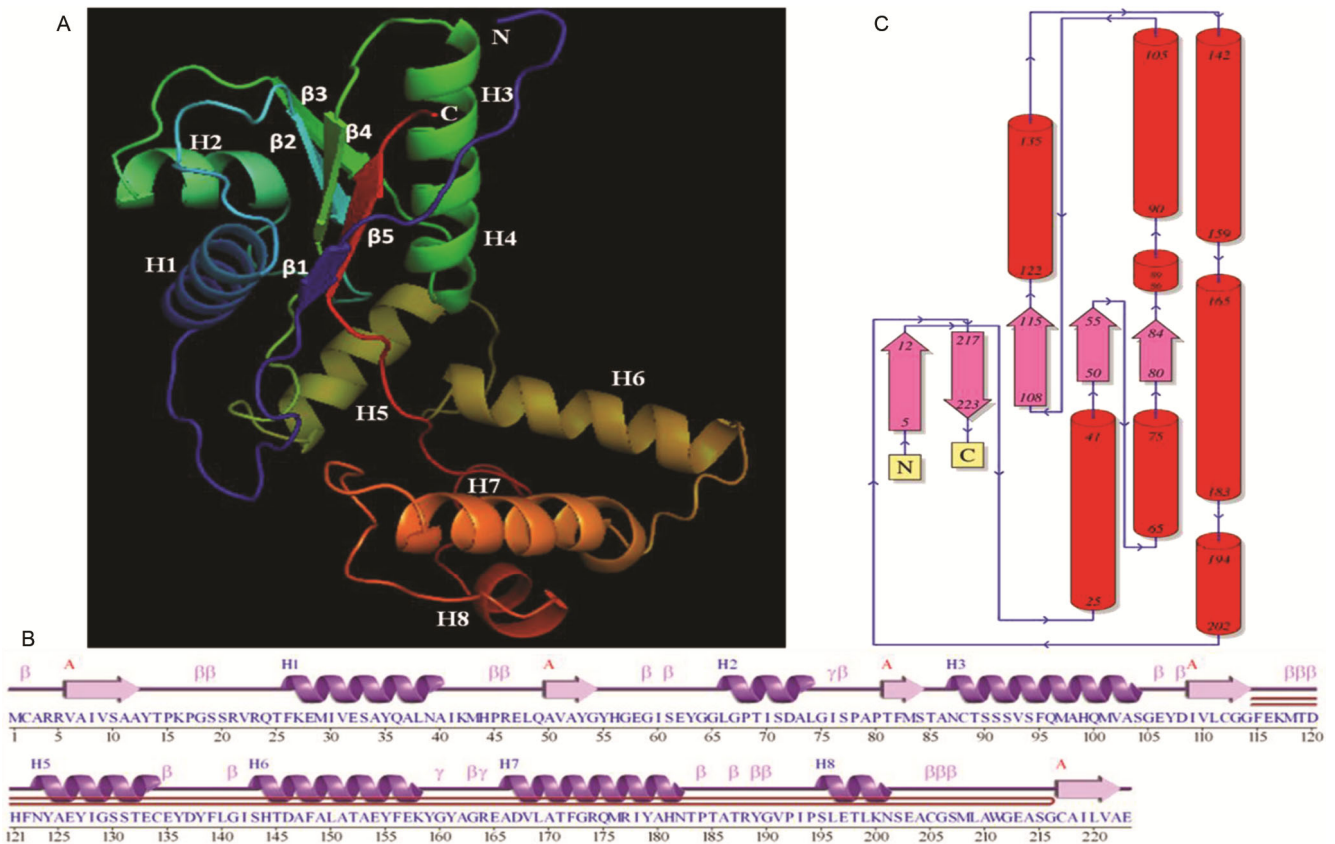 A
N
H3
C
β3
β4
β2
H2
β5
H4
H1
β1
H6
H5
H7
H8
C
105
142
135
90
159
122
165
115
55
84
12
217
50
80
108
223
5
41
75
N
C
183
65
194
25
202
B
β A ββ H1 ββ A β β H2 γβ A H3 β β A βββ
MCARRVAIVSAAYTPKPGSSRVRQTFKEMIVESAYQALNAIKMHPRELQAVAYGYHGEGISEYGGLGPTISDALGISPAPTFMSTANCTSSSVSFQMAHQMVASGEYDIVLCGGFEKMTD
1 5 10 15 20 25 30 35 40 45 50 55 60 65 70 75 80 85 90 95 100 105 110 115 120
H5 β β H6 γ βγ H7 β β ββ H8 βββ A
HFNYAEYIGSSTECEYDYFLGISHTDAFALATAEYFEKYGYAGREADVLATFGRQMRIYAHNTPTATRYGVPIPSLETLKNSEACGSMLAWGEASGCAILVAE
121 125 130 135 140 145 150 155 160 165 170 175 180 185 190 195 200 205 210 215 220